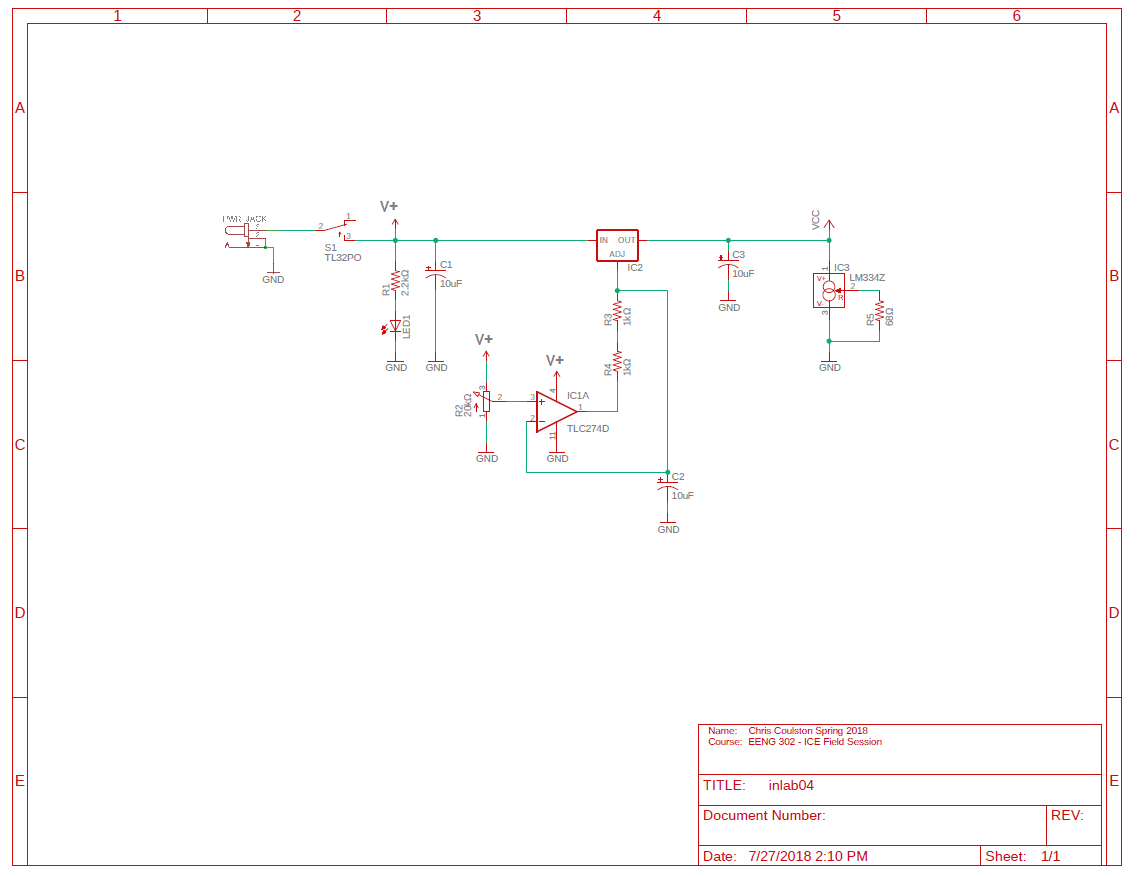 1 2 3 4 5 6
A A
B B
C C
D D
E E
PWR JACK
2 1
3
S1
TL32PO
GND
V+
R1
2.2kΩ
LED1
GND
C1
10uF
GND
IN OUT
ADJ
IC2
R3
1kΩ
R4
1kΩ
V+
3
R2
20kΩ
2
1
GND
V+
4
IC1A
3
2
1
11
TLC274D
GND
C2
10uF
GND
C3
10uF
GND
VCC
1
IC3
LM334Z
V+
2
R
V-
3
R5
68Ω
GND
Name: Chris Coulston Spring 2018
Course: EENG 302 - ICE Field Session
TITLE: inlab04
Document Number:
REV:
Date: 7/27/2018 2:10 PM
Sheet: 1/1